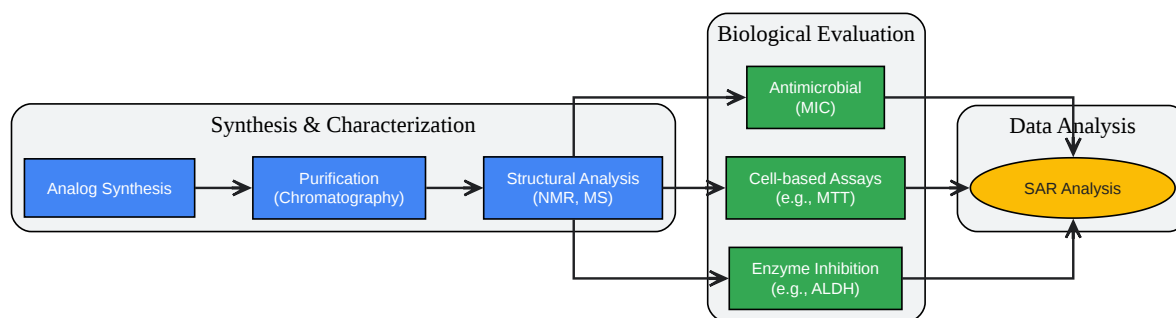 Synthesis & Characterization
Analog Synthesis
Purification
(Chromatography)
Structural Analysis
(NMR, MS)
Biological Evaluation
Antimicrobial
(MIC)
Cell-based Assays
(e.g., MTT)
Enzyme Inhibition
(e.g., ALDH)
Data Analysis
SAR Analysis